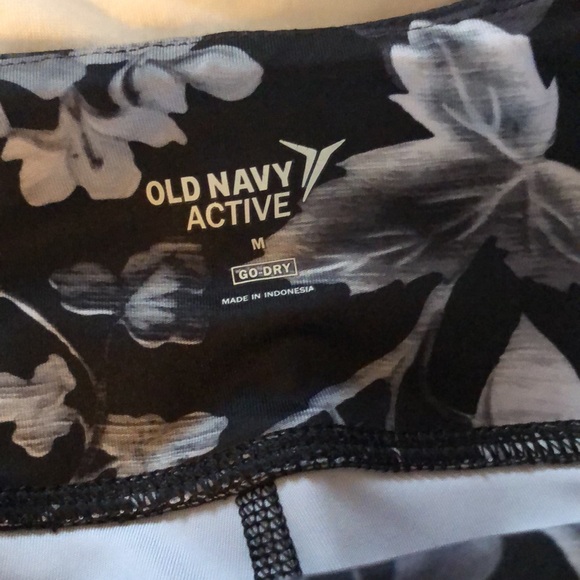 OLD NAVY
ACTIVE
M
GO-DRY
MADE IN INDONESIA